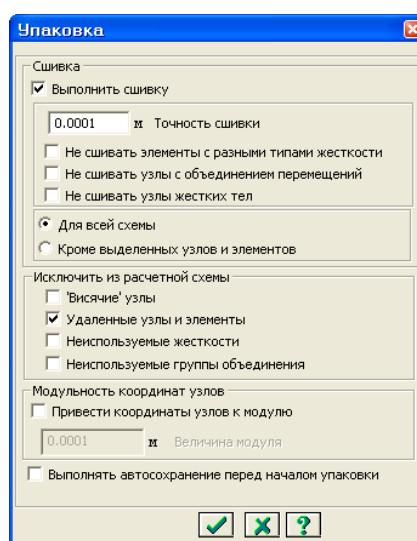 Упаковка
Сшивка
Выполнить сшивку
0.0001 м Точность сшивки
Не сшивать элементы с разными типами жесткости
Не сшивать узлы с объединением перемещений
Не сшивать узлы жестких тел
Для всей схемы
Кроме выделенных узлов и элементов
Исключить из расчетной схемы
'Висячие' узлы
Удаленные узлы и элементы
Неиспользуемые жесткости
Неиспользуемые группы объединения
Модульность координат узлов
Привести координаты узлов к модулю
0.0001 м Величина модуля
Выполнять автосохранение перед началом упаковки
?